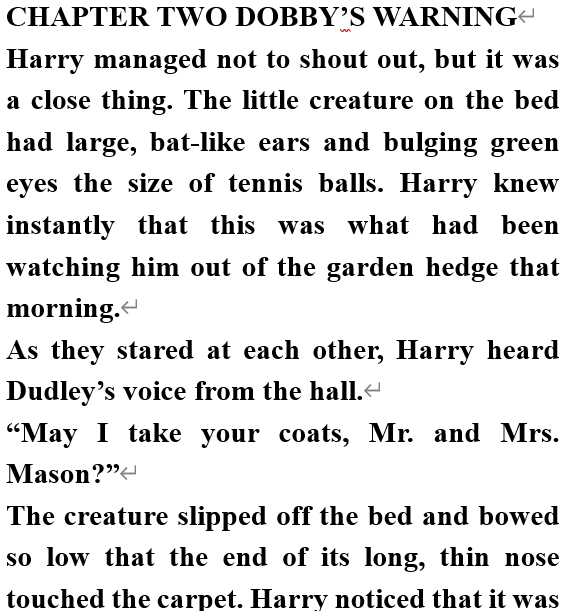 CHAPTER TWO DOBBY’S WARNING
Harry managed not to shout out, but it was
a close thing. The little creature on the bed
had large, bat-like ears and bulging green
eyes the size of tennis balls. Harry knew
instantly that this was what had been
watching him out of the garden hedge that
morning.
As they stared at each other, Harry heard
Dudley’s voice from the hall.
“May I take your coats, Mr. and Mrs.
Mason?”
The creature slipped off the bed and bowed
so low that the end of its long, thin nose
touched the carpet. Harry noticed that it was